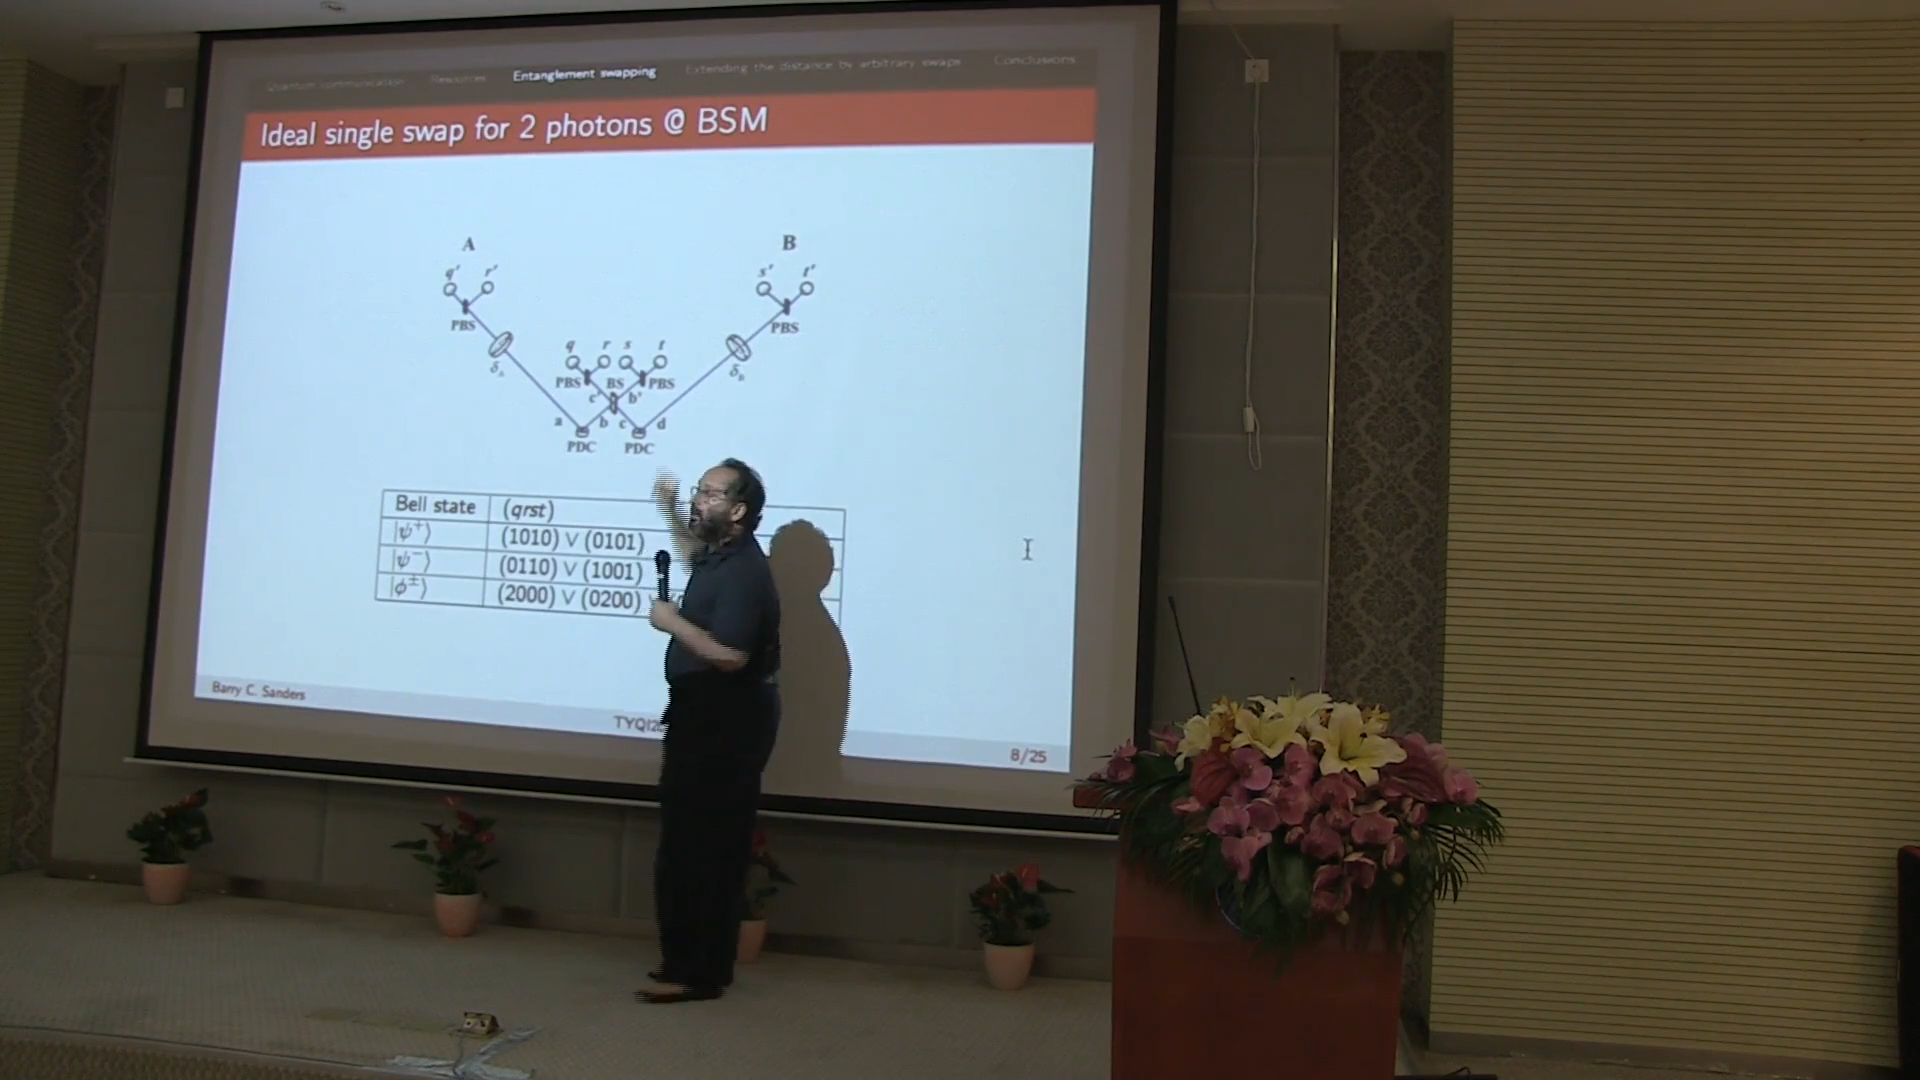 Quantum communication Resources Entanglement swapping Extending the distance by arbitrary swaps Conclusions
Ideal single swap for 2 photons @ BSM
A B
q' r' s' t'
PBS PBS
q r s t
δ_A δ_B
PBS BS PBS
c' b'
a b c d
PDC PDC
Bell state (qrst)
|ψ⁺⟩ (1010) ∨ (0101)
|ψ⁻⟩ (0110) ∨ (1001)
|ϕ^±⟩ (2000) ∨ (0200)
Barry C. Sanders
8/25